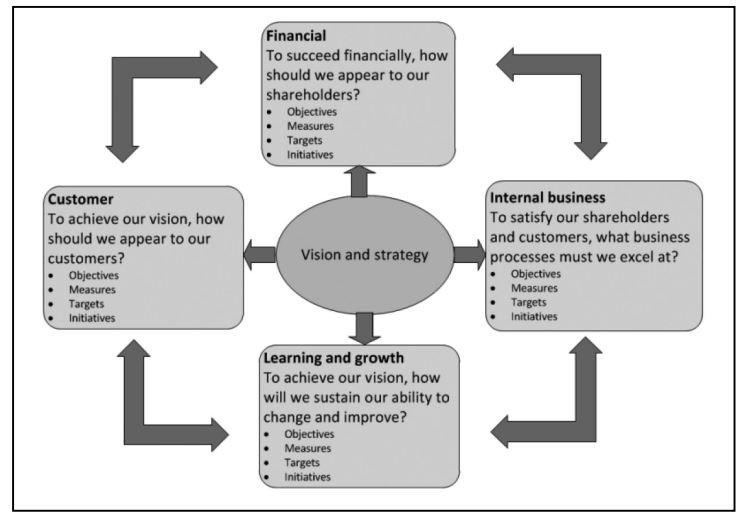 Financial
To succeed financially, how
should we appear to our
shareholders?
• Objectives
• Measures
• Targets
• Initiatives
Customer
To achieve our vision, how
should we appear to our
customers?
• Objectives
• Measures
• Targets
• Initiatives
Vision and strategy
Internal business
To satisfy our shareholders
and customers, what business
processes must we excel at?
• Objectives
• Measures
• Targets
• Initiatives
Learning and growth
To achieve our vision, how
will we sustain our ability to
change and improve?
• Objectives
• Measures
• Targets
• Initiatives